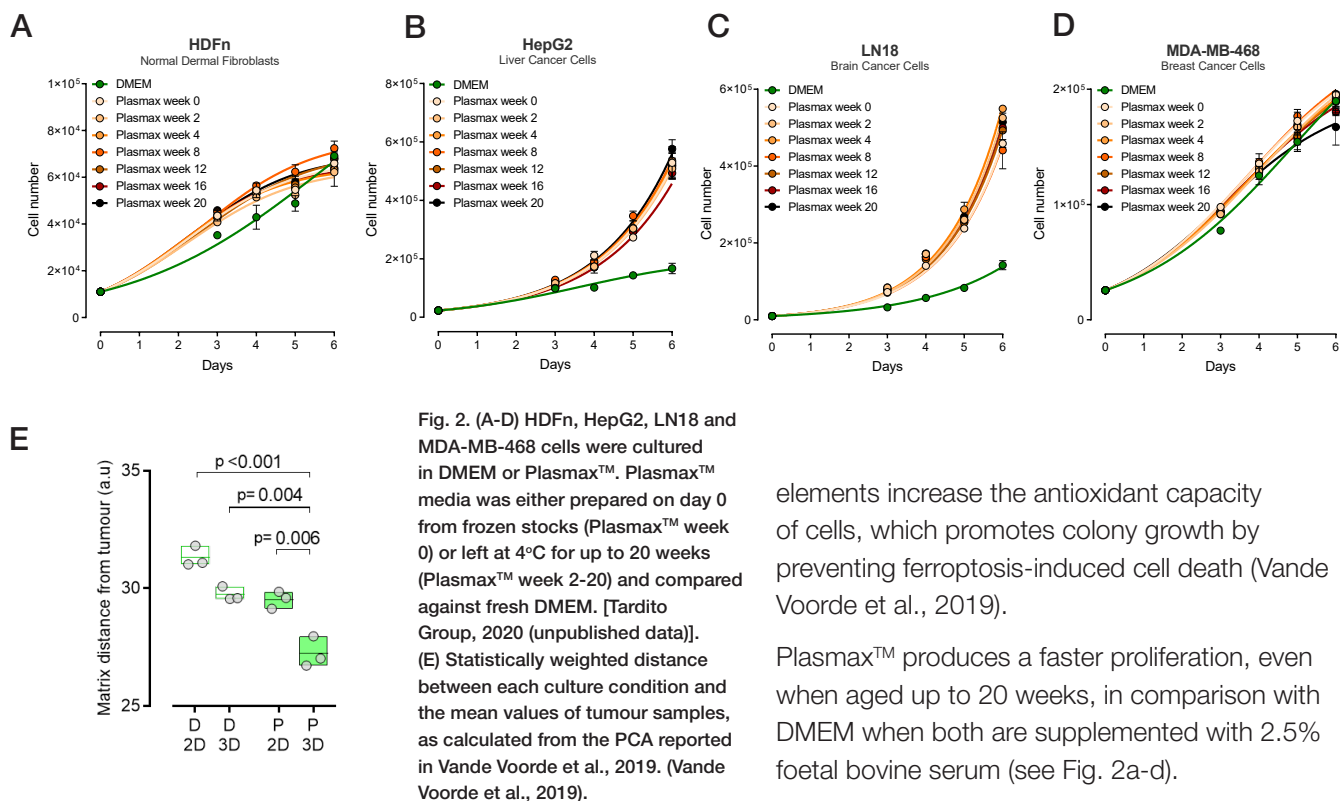 A
HDFn
Normal Dermal Fibroblasts
1×10⁵
8×10⁴
6×10⁴
4×10⁴
2×10⁴
0
Cell number
DMEM
Plasmax week 0
Plasmax week 2
Plasmax week 4
Plasmax week 8
Plasmax week 12
Plasmax week 16
Plasmax week 20
0 1 2 3 4 5 6
Days
B
HepG2
Liver Cancer Cells
8×10⁵
6×10⁵
4×10⁵
2×10⁵
0
Cell number
DMEM
Plasmax week 0
Plasmax week 2
Plasmax week 4
Plasmax week 8
Plasmax week 12
Plasmax week 16
Plasmax week 20
0 1 2 3 4 5 6
Days
C
LN18
Brain Cancer Cells
6×10⁵
4×10⁵
2×10⁵
0
Cell number
DMEM
Plasmax week 0
Plasmax week 2
Plasmax week 4
Plasmax week 8
Plasmax week 12
Plasmax week 16
Plasmax week 20
0 1 2 3 4 5 6
Days
D
MDA-MB-468
Breast Cancer Cells
2×10⁵
1×10⁵
0
Cell number
DMEM
Plasmax week 0
Plasmax week 2
Plasmax week 4
Plasmax week 8
Plasmax week 12
Plasmax week 16
Plasmax week 20
0 1 2 3 4 5 6
Days
E
Matrix distance from tumour (a.u)
35
30
25
p <0.001
p= 0.004
p= 0.006
D D P P
2D 3D 2D 3D
Fig. 2. (A-D) HDFn, HepG2, LN18 and
MDA-MB-468 cells were cultured
in DMEM or Plasmax™. Plasmax™
media was either prepared on day 0
from frozen stocks (Plasmax™ week
0) or left at 4ºC for up to 20 weeks
(Plasmax™ week 2-20) and compared
against fresh DMEM. [Tardito
Group, 2020 (unpublished data)].
(E) Statistically weighted distance
between each culture condition and
the mean values of tumour samples,
as calculated from the PCA reported
in Vande Voorde et al., 2019. (Vande
Voorde et al., 2019).
elements increase the antioxidant capacity
of cells, which promotes colony growth by
preventing ferroptosis-induced cell death (Vande
Voorde et al., 2019).
Plasmax™ produces a faster proliferation, even
when aged up to 20 weeks, in comparison with
DMEM when both are supplemented with 2.5%
foetal bovine serum (see Fig. 2a-d).